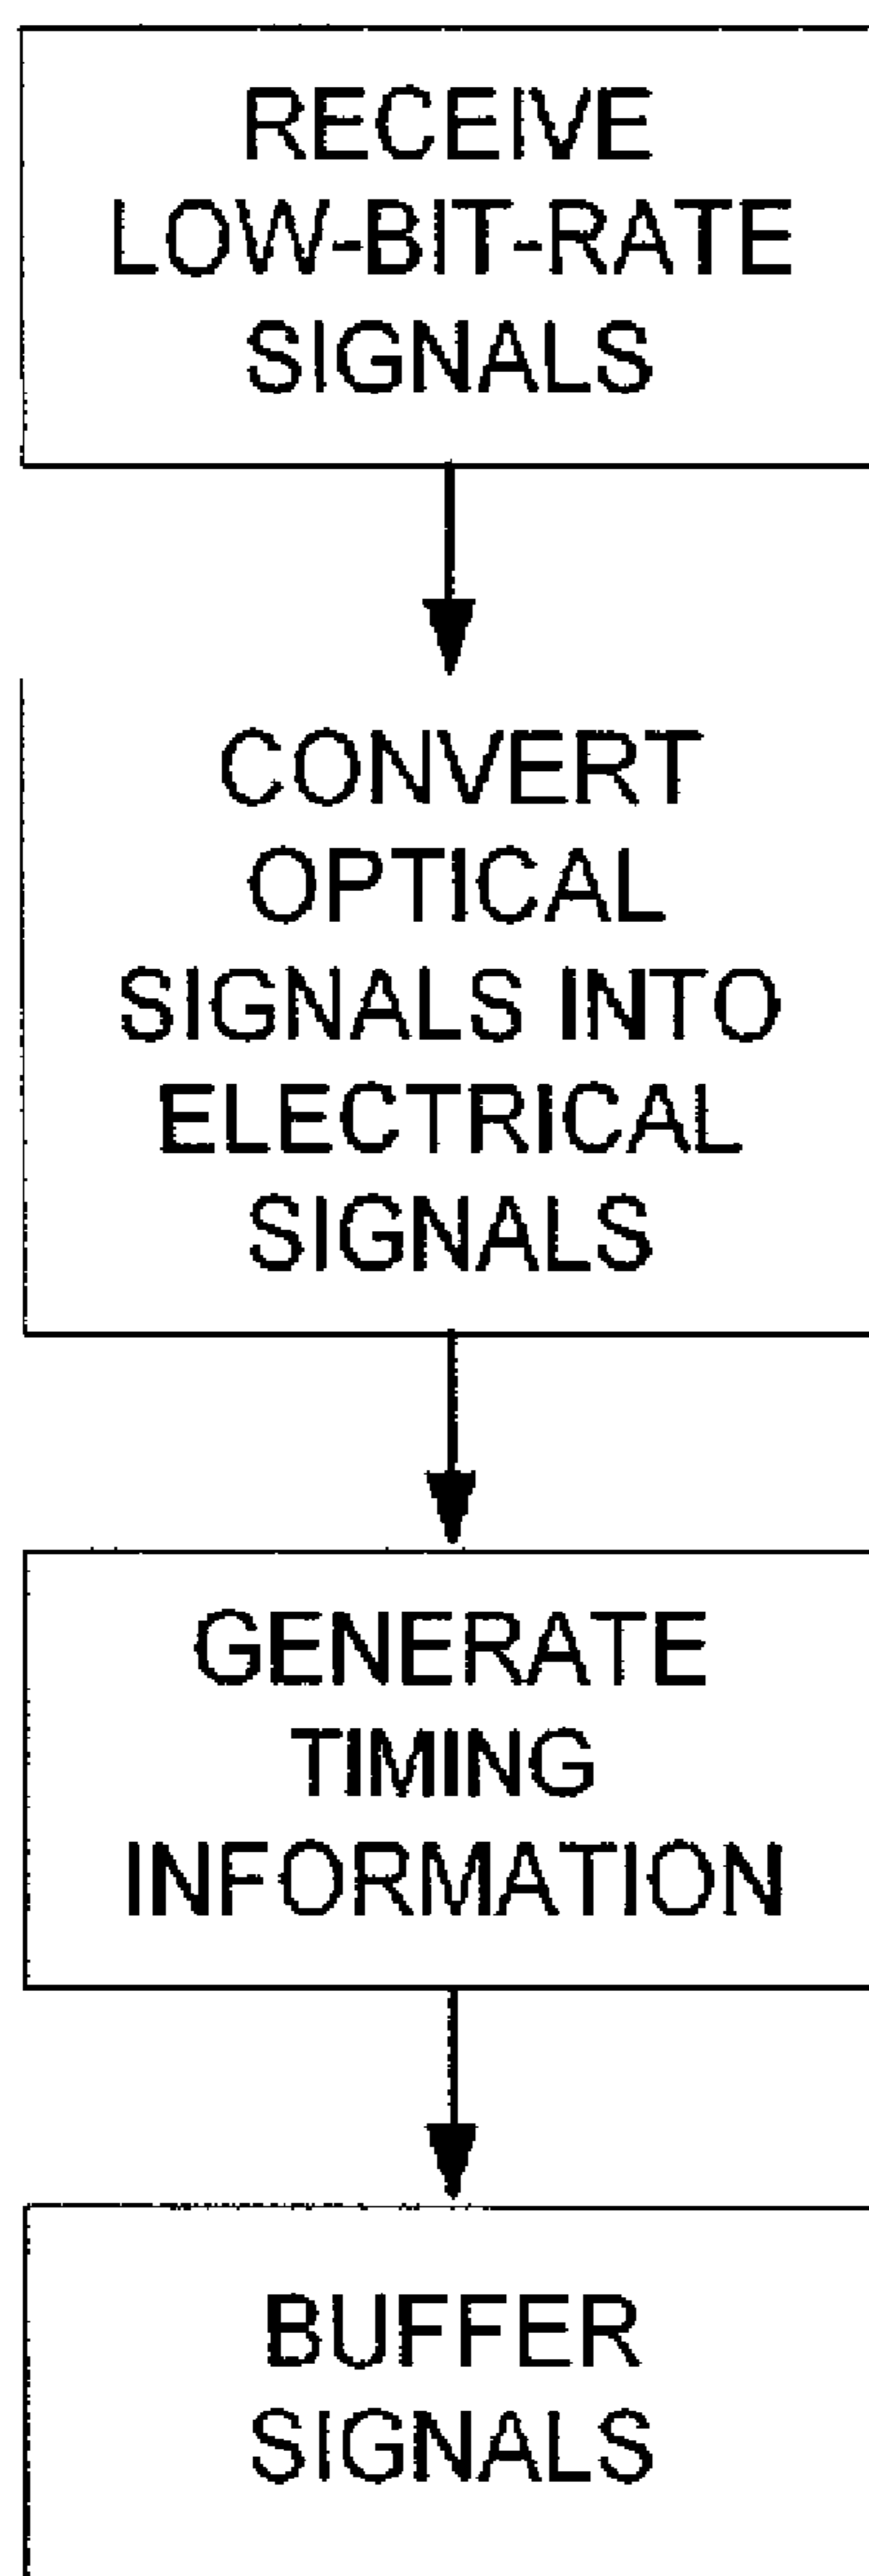 RECEIVE
LOW-BIT-RATE
SIGNALS
CONVERT
OPTICAL
SIGNALS INTO
ELECTRICAL
SIGNALS
GENERATE
TIMING
INFORMATION
BUFFER
SIGNALS